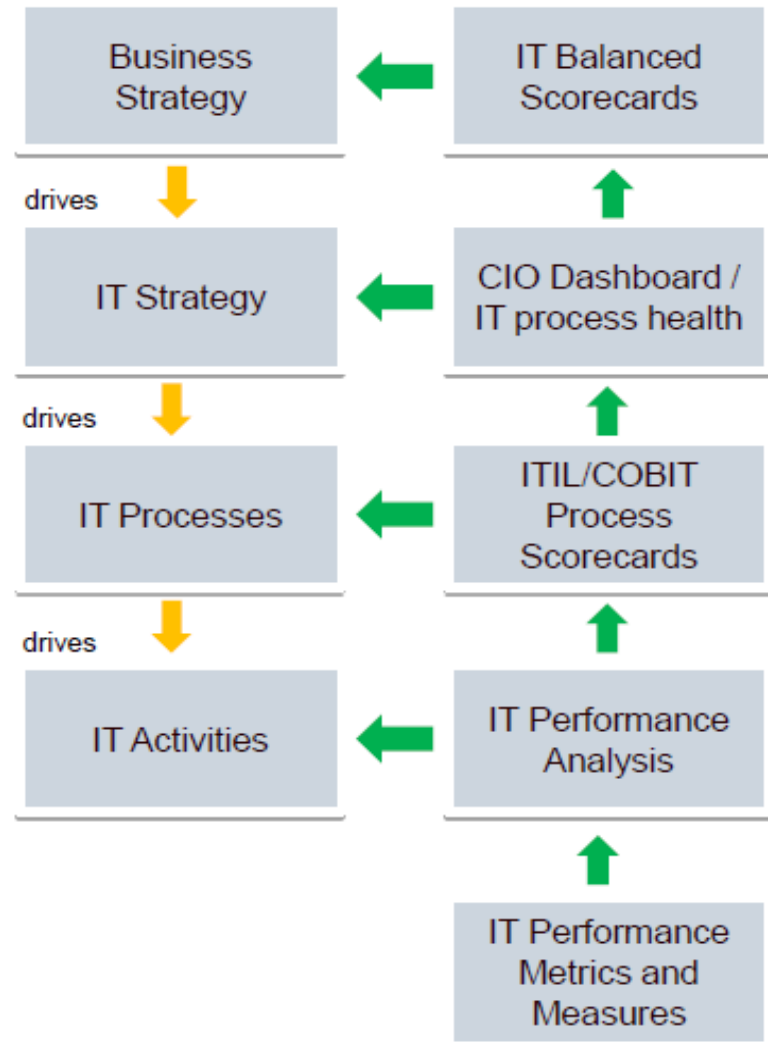 Business
Strategy
IT Balanced
Scorecards
drives
IT Strategy
CIO Dashboard /
IT process health
drives
IT Processes
ITIL/COBIT
Process
Scorecards
drives
IT Activities
IT Performance
Analysis
IT Performance
Metrics and
Measures